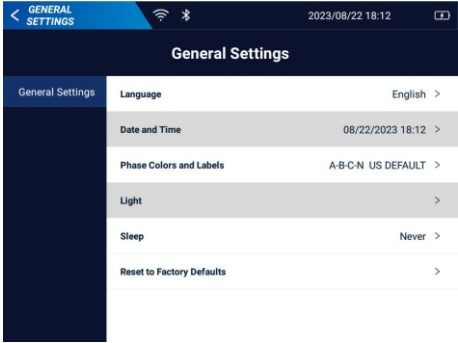 GENERAL
SETTINGS
2023/08/22 18:12
General Settings
General Settings
Language English >
Date and Time 08/22/2023 18:12 >
Phase Colors and Labels A-B-C-N US DEFAULT >
Light >
Sleep Never >
Reset to Factory Defaults >